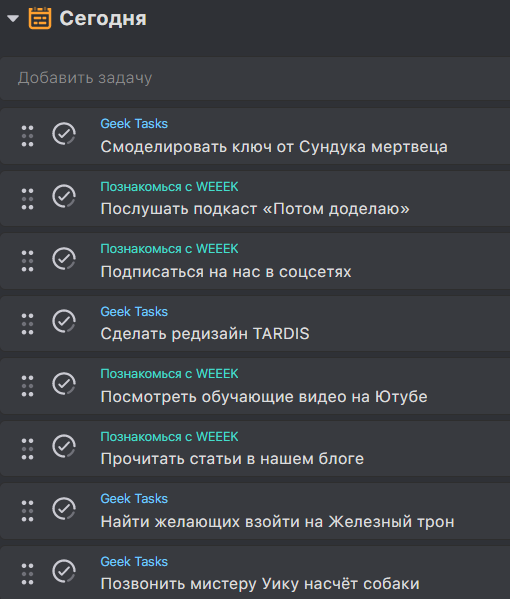 Сегодня
Добавить задачу
Geek Tasks
Смоделировать ключ от Сундука мертвеца
Познакомься с WEEEK
Послушать подкаст «Потом доделаю»
Познакомься с WEEEK
Подписаться на нас в соцсетях
Geek Tasks
Сделать редизайн TARDIS
Познакомься с WEEEK
Посмотреть обучающие видео на Ютубе
Познакомься с WEEEK
Прочитать статьи в нашем блоге
Geek Tasks
Найти желающих взойти на Железный трон
Geek Tasks
Позвонить мистеру Уику насчёт собаки